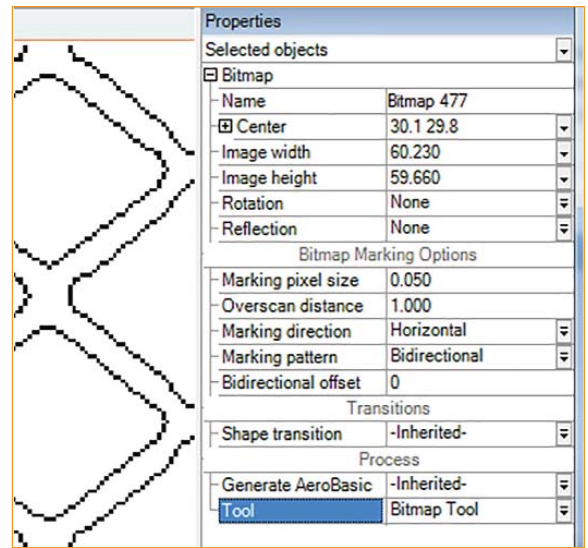 Properties
Selected objects
Bitmap
Name Bitmap 477
Center 30.1 29.8
Image width 60.230
Image height 59.660
Rotation None
Reflection None
Bitmap Marking Options
Marking pixel size 0.050
Overscan distance 1.000
Marking direction Horizontal
Marking pattern Bidirectional
Bidirectional offset 0
Transitions
Shape transition -Inherited-
Process
Generate AeroBasic -Inherited-
Tool Bitmap Tool